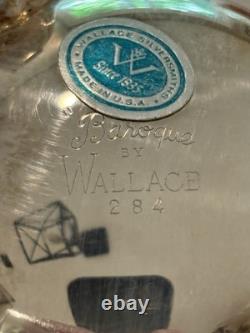 WALLACE SILVERSMITHS
W
SINCE 1835
MADE IN U.S.A.
Baroque
BY
WALLACE
284